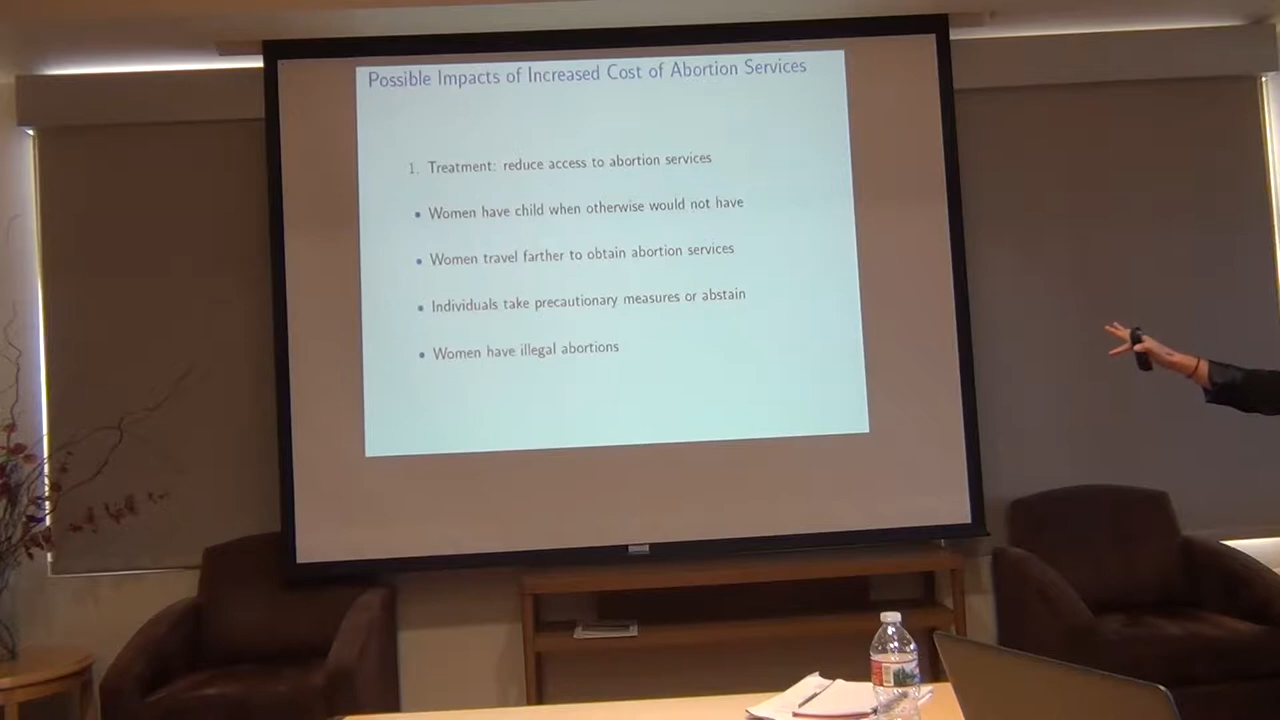 Possible Impacts of Increased Cost of Abortion Services
1. Treatment: reduce access to abortion services
• Women have child when otherwise would not have
• Women travel farther to obtain abortion services
• Individuals take precautionary measures or abstain
• Women have illegal abortions